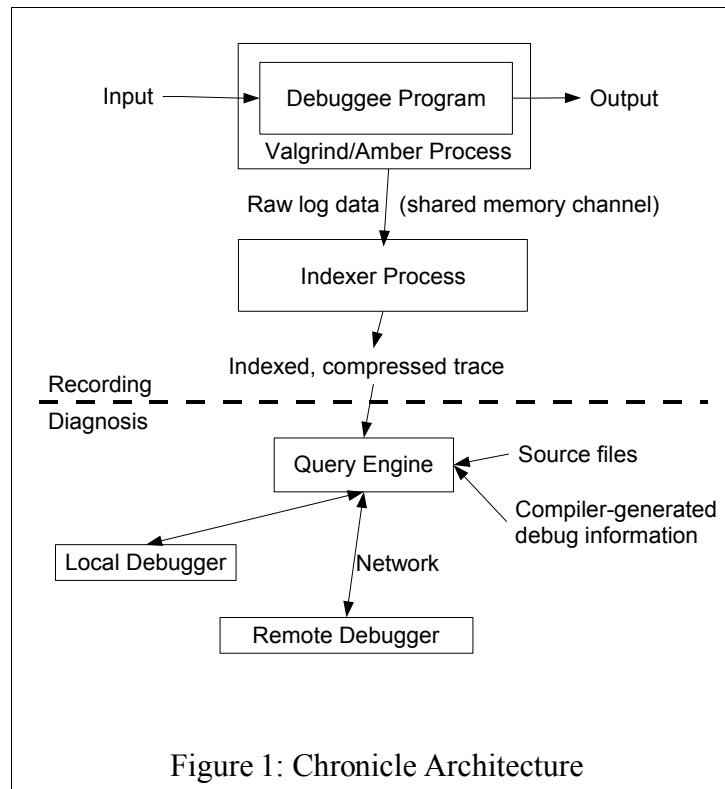 Input
Debuggee Program
Output
Valgrind/Amber Process
Raw log data (shared memory channel)
Indexer Process
Indexed, compressed trace
Recording
Diagnosis
Query Engine
Source files
Compiler-generated
debug information
Local Debugger
Network
Remote Debugger
Figure 1: Chronicle Architecture